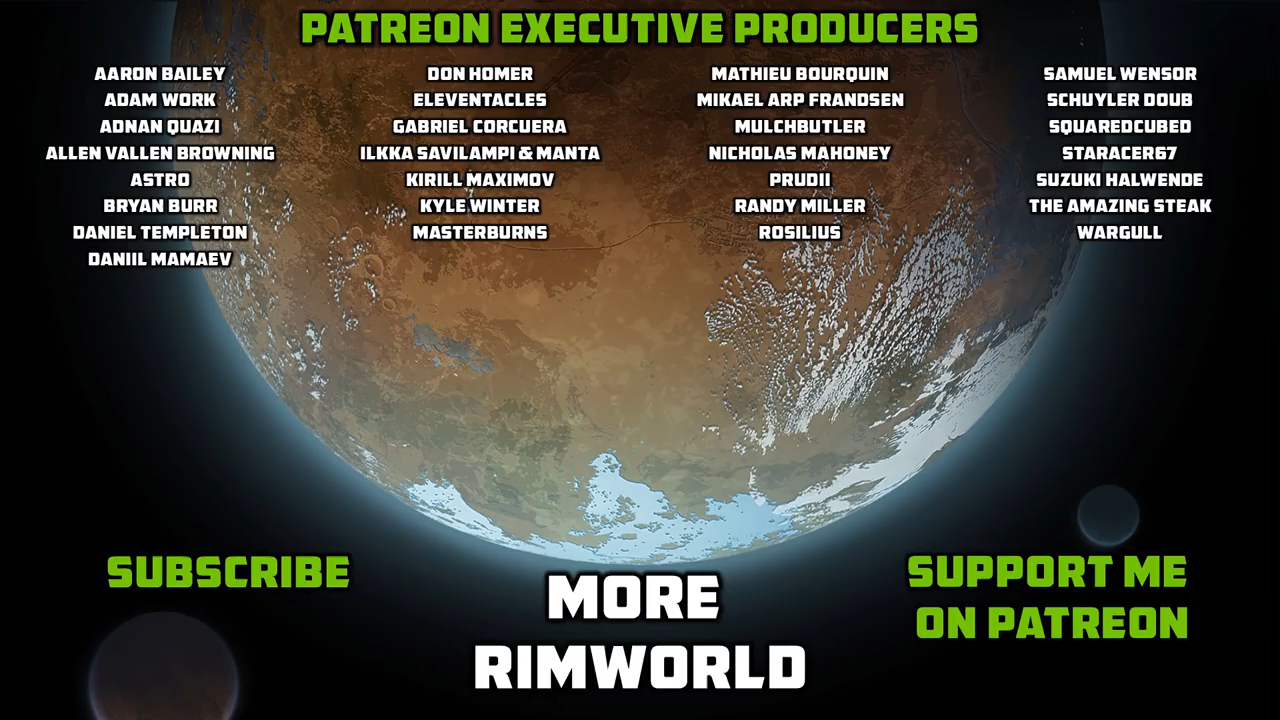 PATREON EXECUTIVE PRODUCERS
AARON BAILEY
ADAM WORK
ADNAN QUAZI
ALLEN VALLEN BROWNING
ASTRO
BRYAN BURR
DANIEL TEMPLETON
DANIIL MAMAEV
DON HOMER
ELEVENTACLES
GABRIEL CORCUERA
ILKKA SAVILAMPI & MANTA
KIRILL MAXIMOV
KYLE WINTER
MASTERBURNS
MATHIEU BOURQUIN
MIKAEL ARP FRANDSEN
MULCHBUTLER
NICHOLAS MAHONEY
PRUDII
RANDY MILLER
ROSILIUS
SAMUEL WENSOR
SCHUYLER DOUB
SQUAREDCUBED
STARACER67
SUZUKI HALWENDE
THE AMAZING STEAK
WARGULL
SUBSCRIBE
MORE
RIMWORLD
SUPPORT ME
ON PATREON